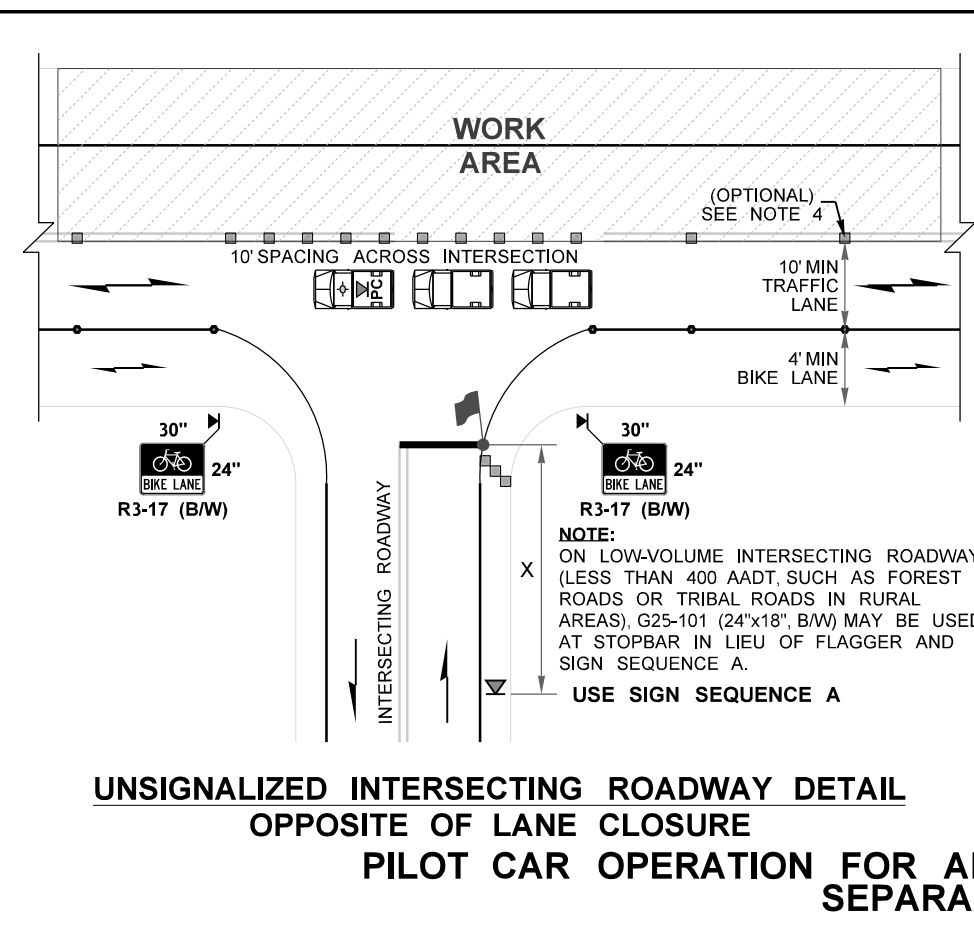 WORK
AREA
(OPTIONAL)
SEE NOTE 4
10' SPACING ACROSS INTERSECTION
PC
10' MIN
TRAFFIC
LANE
4' MIN
BIKE LANE
30"
24"
BIKE LANE
R3-17 (B/W)
30"
24"
BIKE LANE
R3-17 (B/W)
INTERSECTING ROADWAY
X
NOTE:
ON LOW-VOLUME INTERSECTING ROADWAY
(LESS THAN 400 AADT, SUCH AS FOREST
ROADS OR TRIBAL ROADS IN RURAL
AREAS), G25-101 (24"x18", B/W) MAY BE USED
AT STOPBAR IN LIEU OF FLAGGER AND
SIGN SEQUENCE A.
USE SIGN SEQUENCE A
UNSIGNALIZED INTERSECTING ROADWAY DETAIL
OPPOSITE OF LANE CLOSURE
PILOT CAR OPERATION FOR